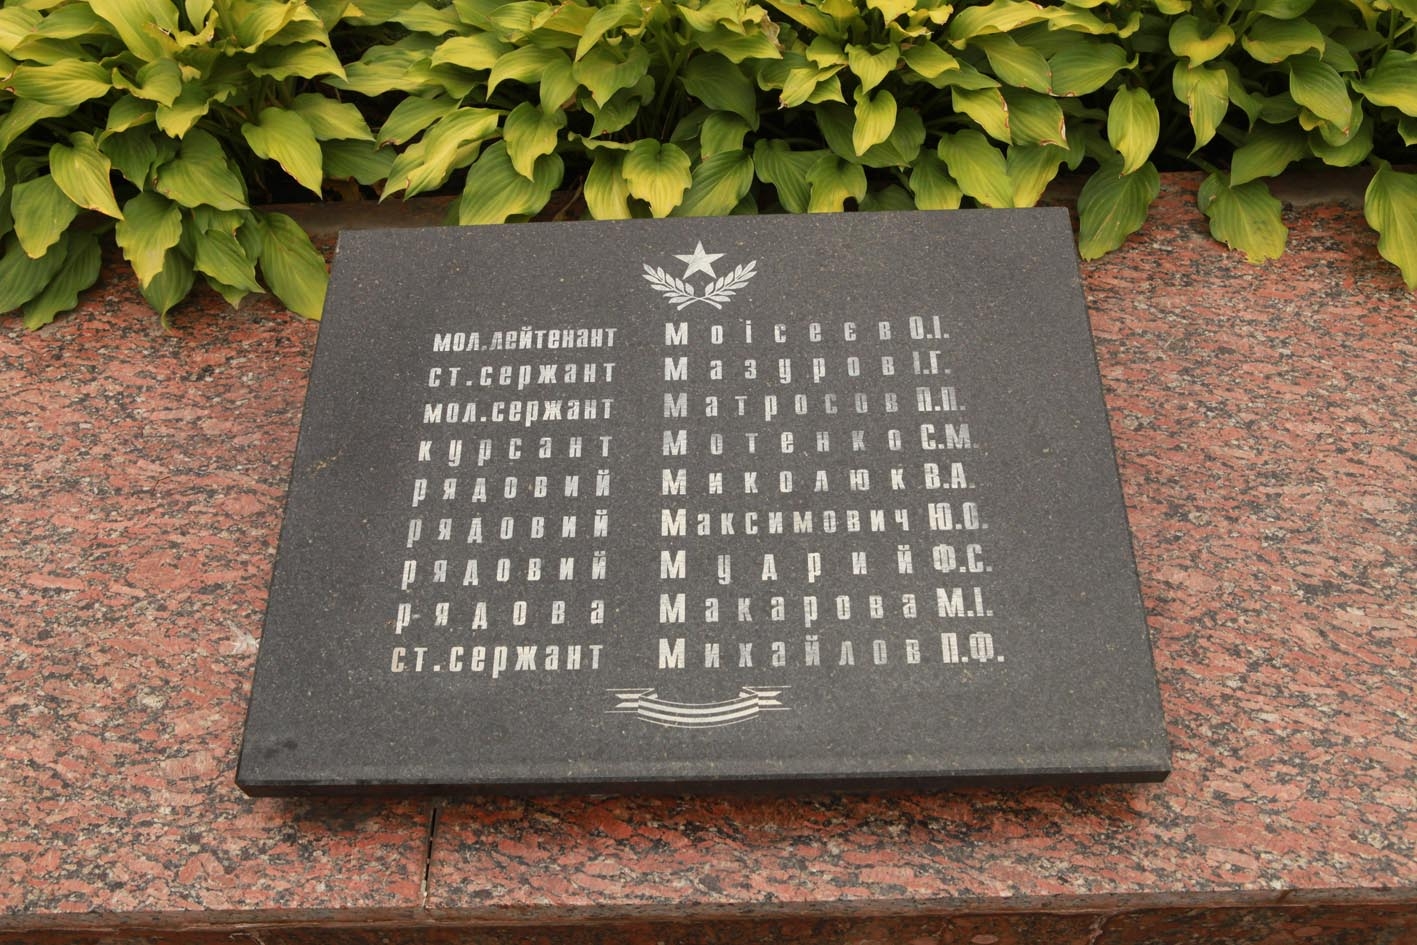 мол.лейтенант Моісеєв О.І.
ст.сержант Мазуров І.Г.
мол.сержант Матросов П.П.
курсант Мотенко С.М.
рядовий Миколюк В.А.
рядовий Максимович Ю.О.
рядовий Мударий Ф.С.
рядова Макарова М.І.
ст.сержант Михайлов П.Ф.